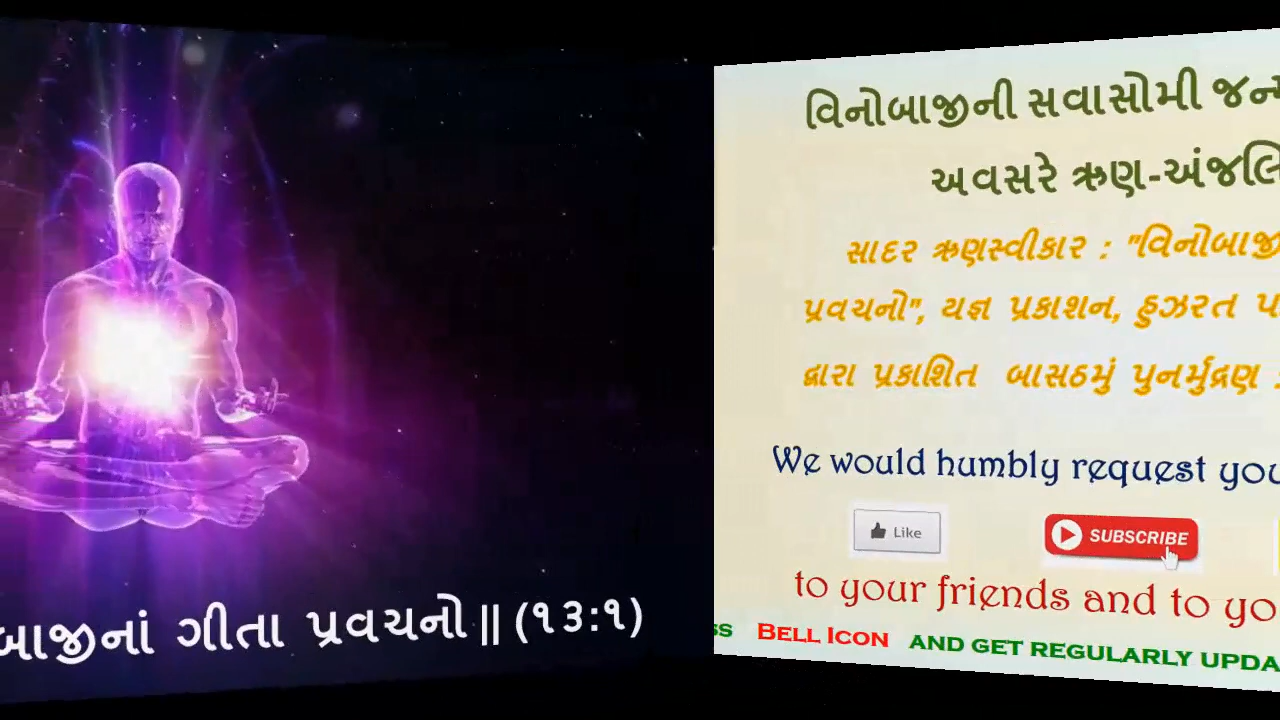 બાજીનાં ગીતા પ્રવચનો || (૧૩:૧)
વિનોબાજીની સવાસોમી
અવસરે ઋણ-અંજલિ
સાદર ઋણસ્વીકાર : "વિનોબાજી
પ્રવચનો", યજ્ઞ પ્રકાશન, હુઝરત
દ્વારા પ્રકાશિત બાસઠમું પુનર્મુદ્રણ
We would humbly request you
Like
SUBSCRIBE
to your friends and to yo
SS BELL ICON AND GET REGULARLY UPDA